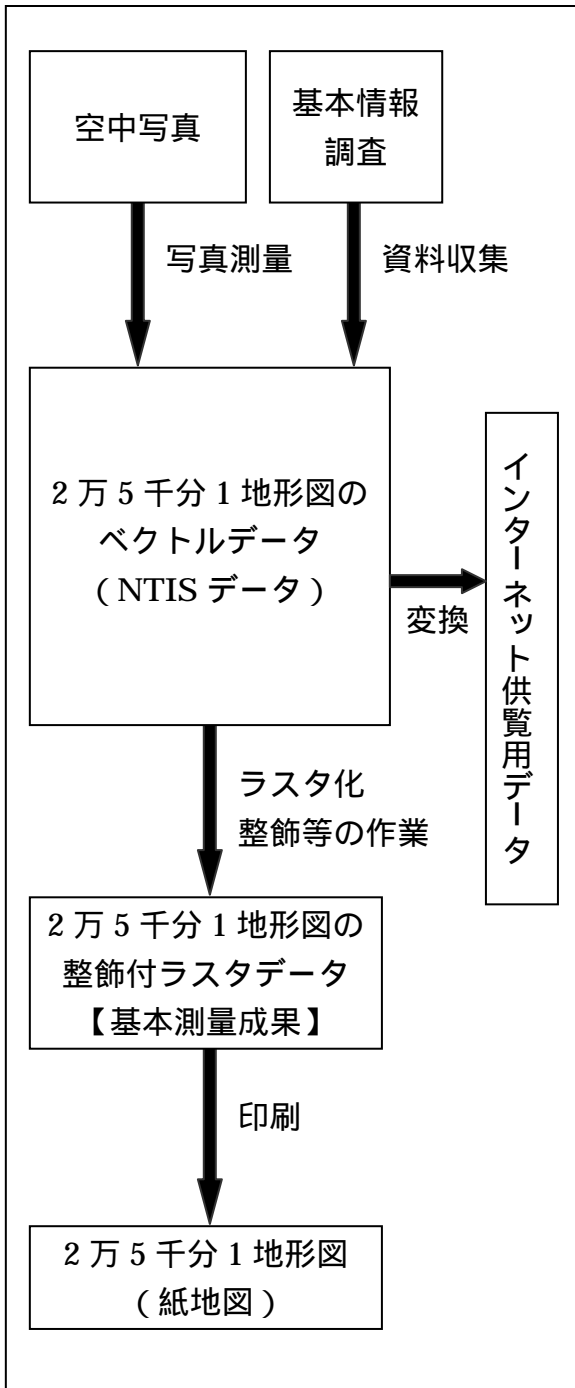 空中写真
基本情報
調査
写真測量
資料収集
2万5千分1地形図の
ベクトルデータ
(NTISデータ)
変換
インターネット供覧用データ
ラスタ化
整飾等の作業
2万5千分1地形図の
整飾付ラスタデータ
【基本測量成果】
印刷
2万5千分1地形図
(紙地図)